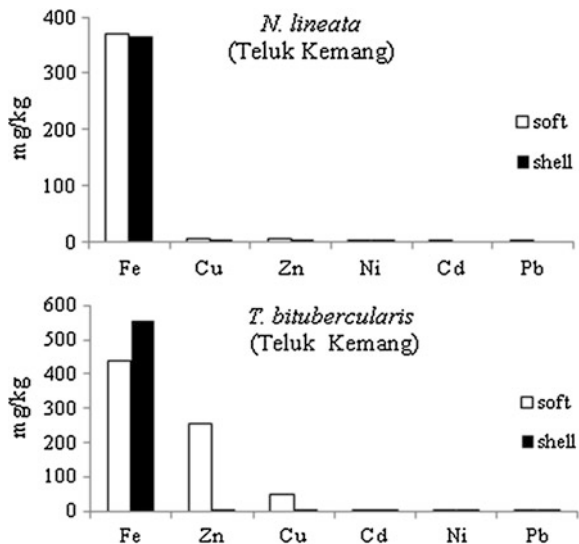 N. lineata
(Teluk Kemang)
400
300
200
100
0
mg/kg
soft
shell
Fe Cu Zn Ni Cd Pb
T. bitubercularis
(Teluk Kemang)
600
500
400
300
200
100
0
mg/kg
soft
shell
Fe Zn Cu Cd Ni Pb